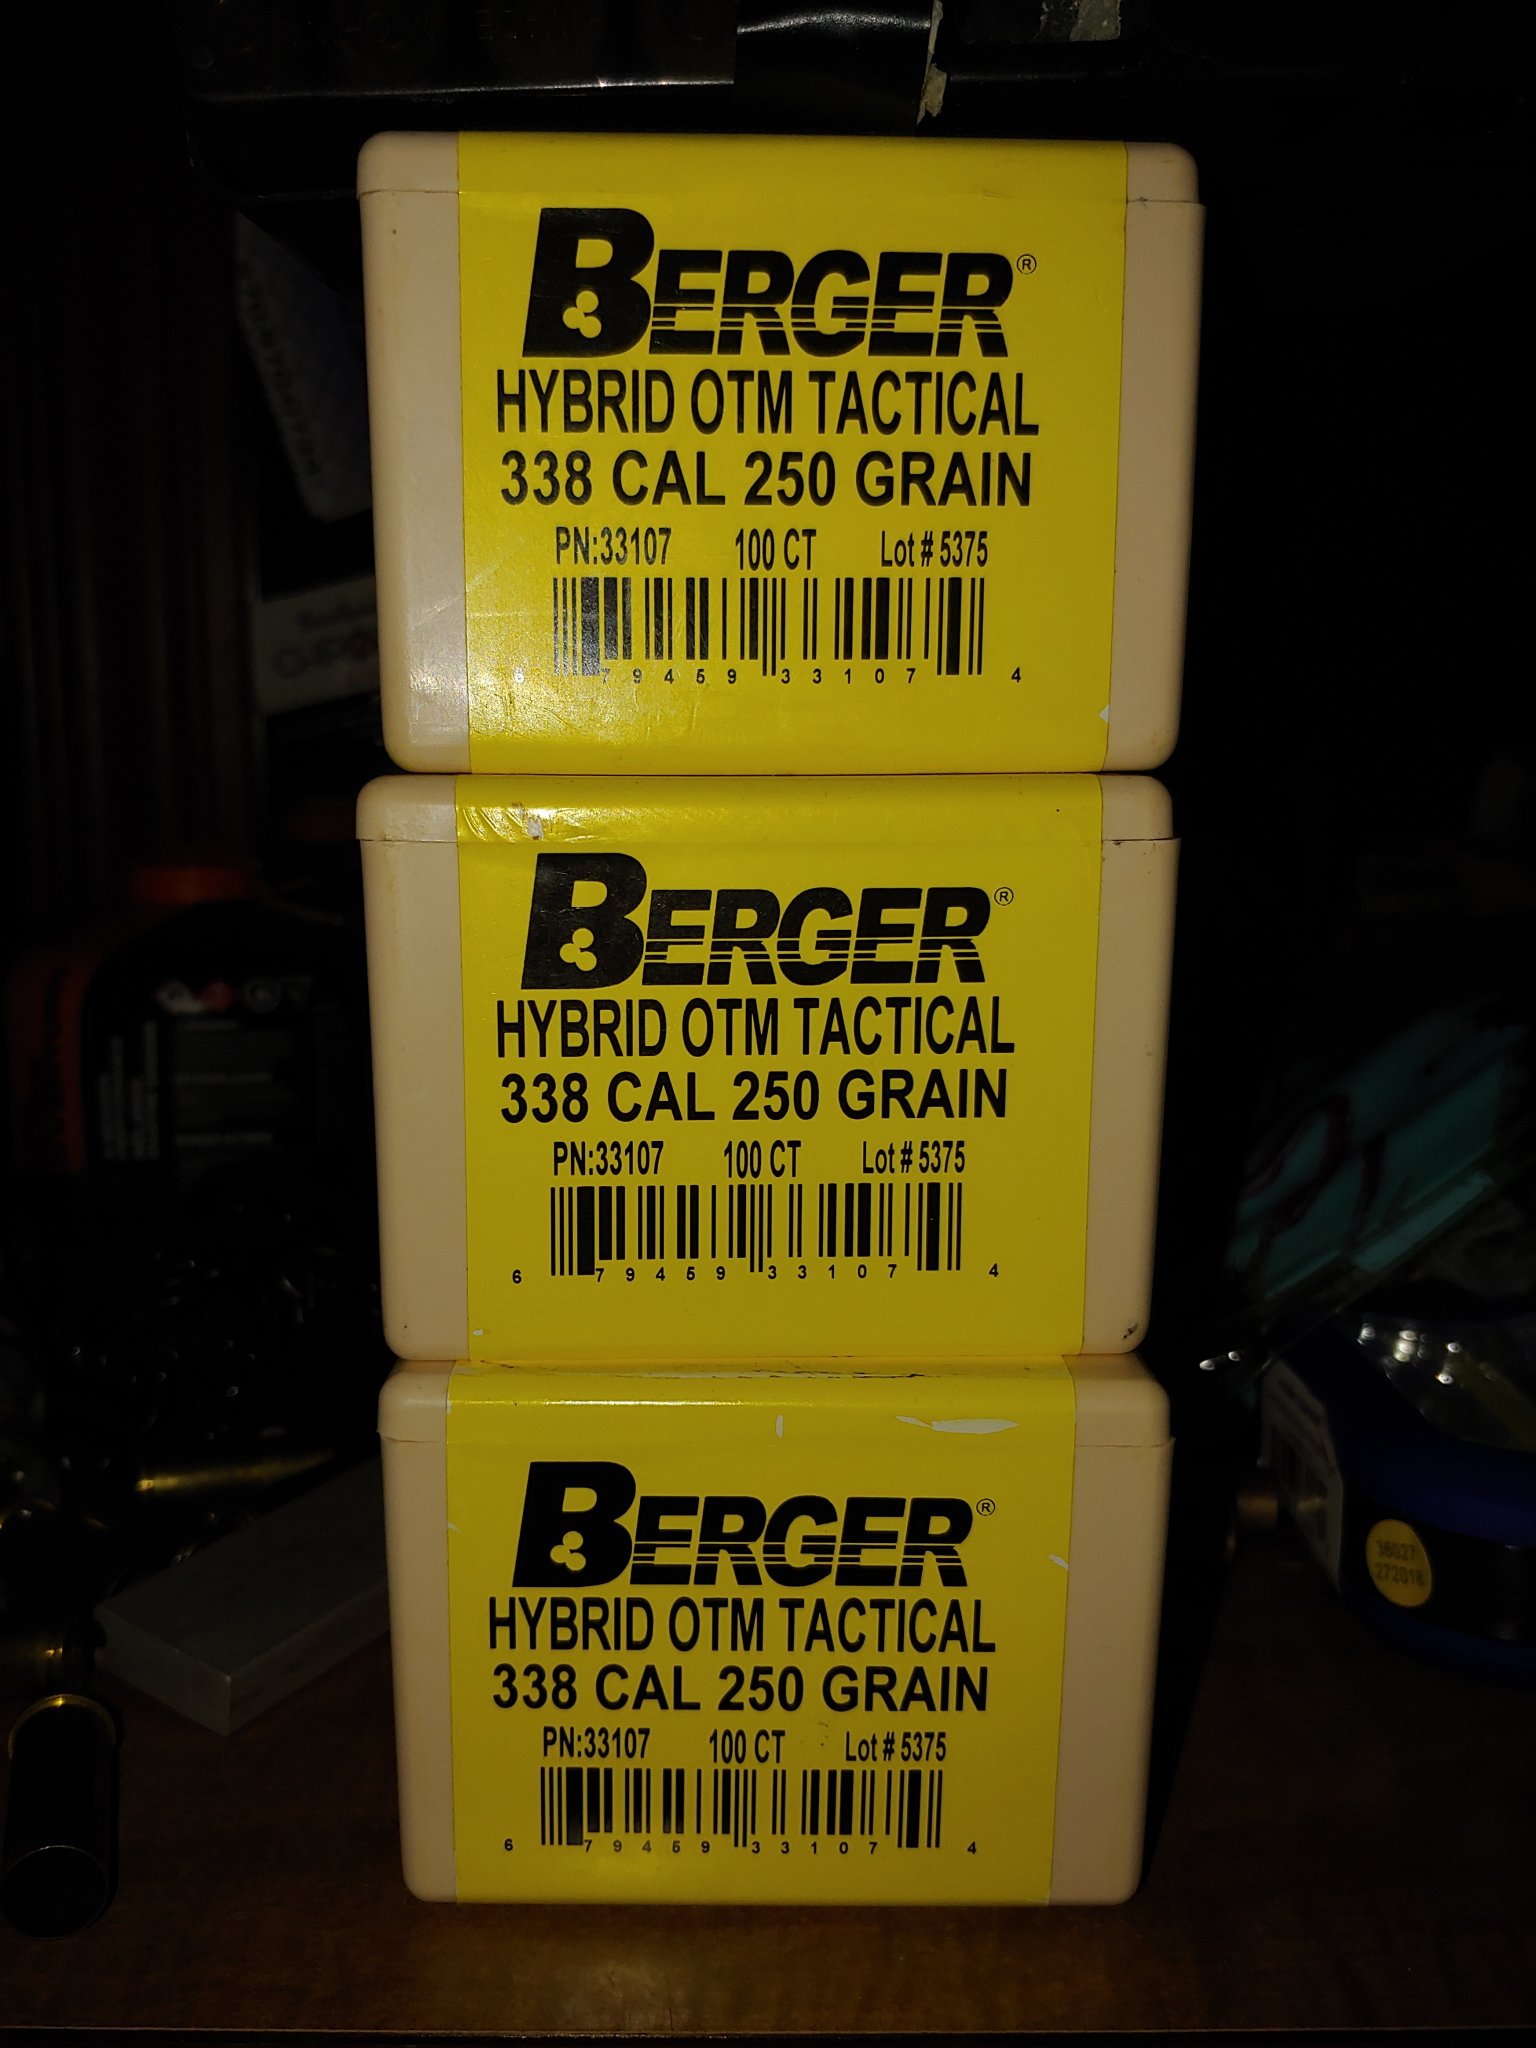 BERGER®
HYBRID OTM TACTICAL
338 CAL 250 GRAIN
PN:33107 100 CT Lot # 5375
6 79459 33107 4
BERGER®
HYBRID OTM TACTICAL
338 CAL 250 GRAIN
PN:33107 100 CT Lot # 5375
6 79459 33107 4
BERGER®
HYBRID OTM TACTICAL
338 CAL 250 GRAIN
PN:33107 100 CT Lot # 5375
6 79459 33107 4
36027
272018